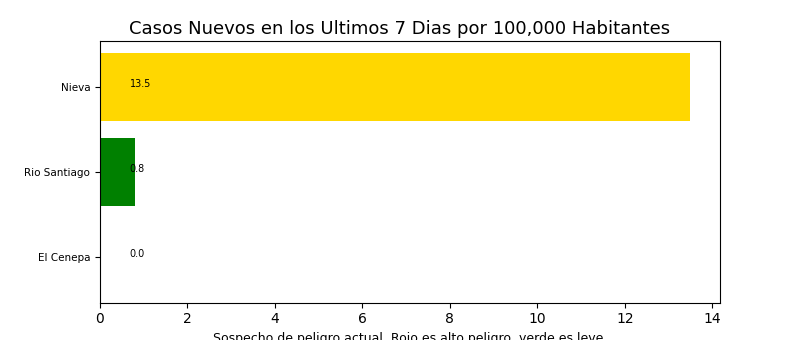 Casos Nuevos en los Ultimos 7 Dias por 100,000 Habitantes
Nieva
13.5
Rio Santiago
0.8
El Cenepa
0.0
0 2 4 6 8 10 12 14
Sospecho de peligro actual. Rojo es alto peligro, verde es leve